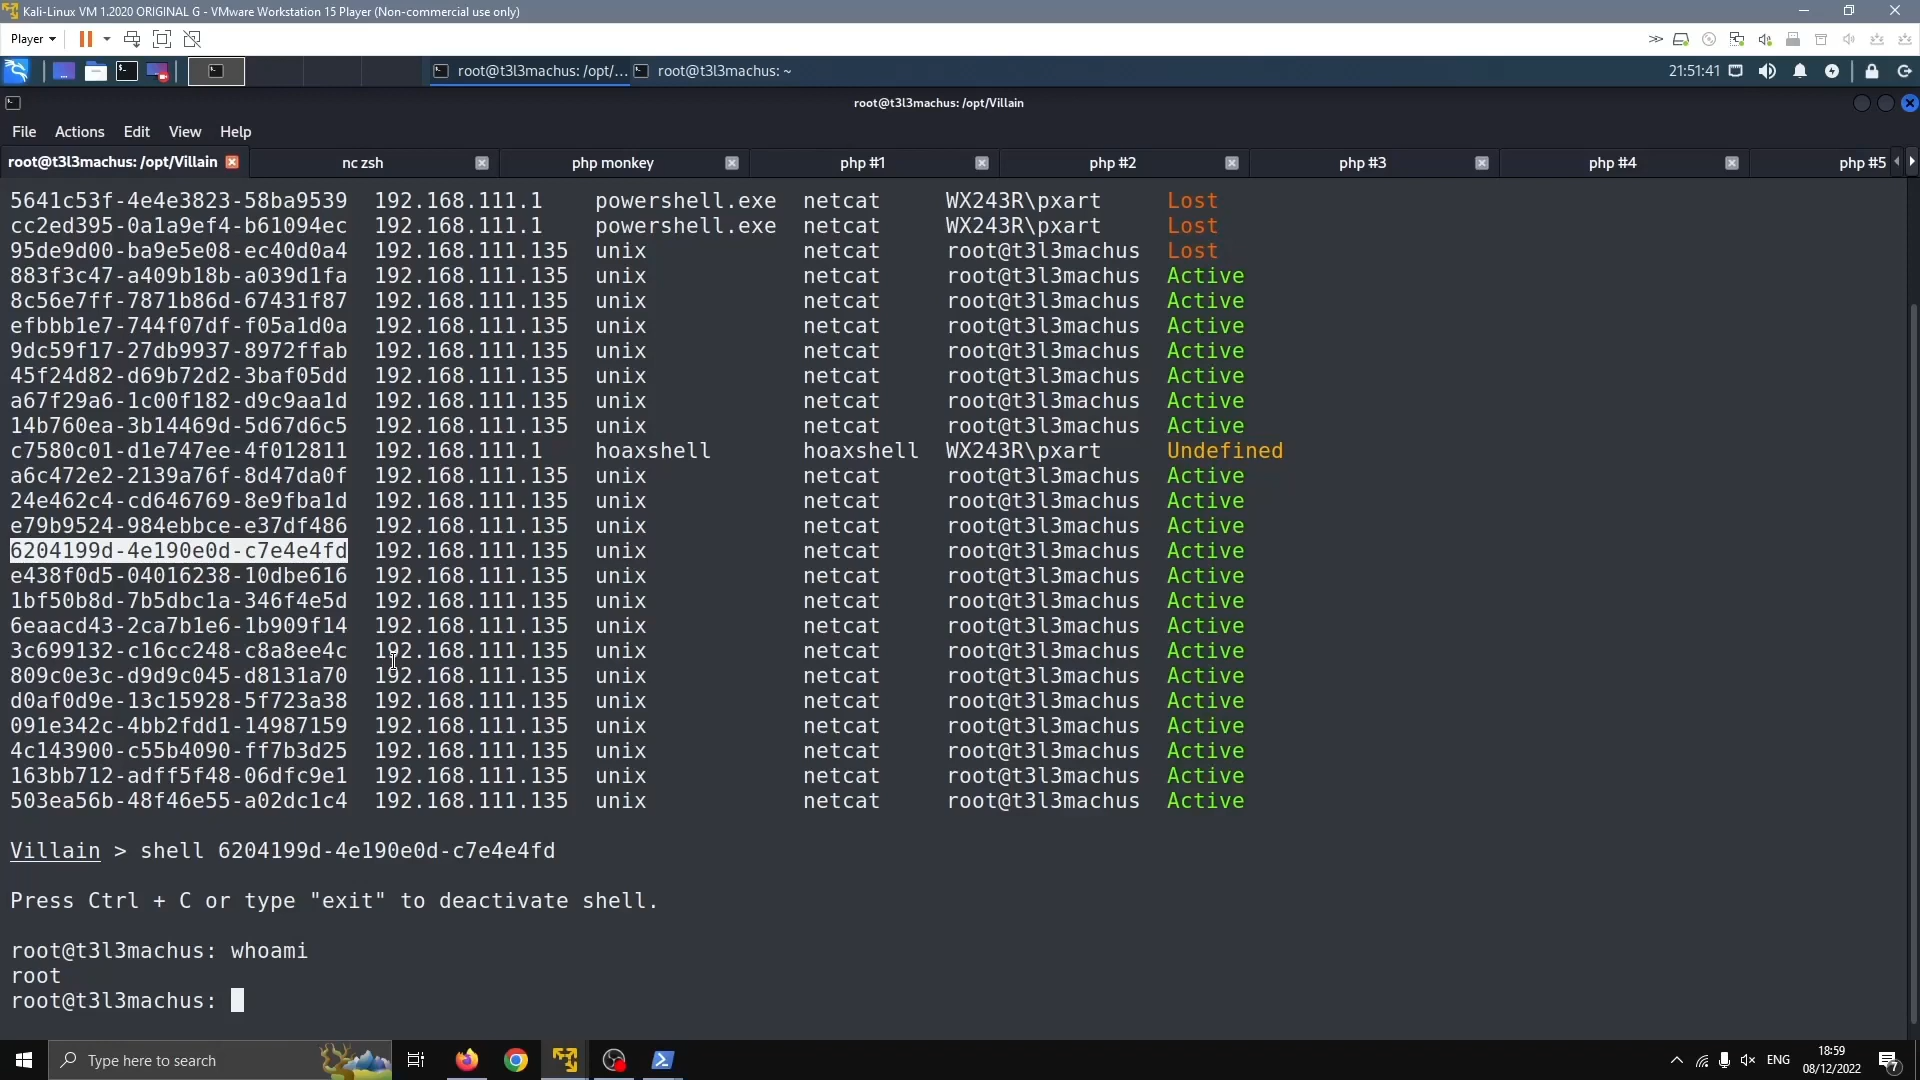 Kali-Linux VM 1.2020 ORIGINAL G - VMware Workstation 15 Player (Non-commercial use only)
Player
root@t3l3machus: /opt/... root@t3l3machus: ~ 21:51:41
root@t3l3machus: /opt/Villain
File Actions Edit View Help
root@t3l3machus: /opt/Villain nc zsh php monkey php #1 php #2 php #3 php #4 php #5
5641c53f-4e4e3823-58ba9539 192.168.111.1 powershell.exe netcat WX243R\pxart Lost
cc2ed395-0a1a9ef4-b61094ec 192.168.111.1 powershell.exe netcat WX243R\pxart Lost
95de9d00-ba9e5e08-ec40d0a4 192.168.111.135 unix netcat root@t3l3machus Lost
883f3c47-a409b18b-a039d1fa 192.168.111.135 unix netcat root@t3l3machus Active
8c56e7ff-7871b86d-67431f87 192.168.111.135 unix netcat root@t3l3machus Active
efbbb1e7-744f07df-f05a1d0a 192.168.111.135 unix netcat root@t3l3machus Active
9dc59f17-27db9937-8972ffab 192.168.111.135 unix netcat root@t3l3machus Active
45f24d82-d69b72d2-3baf05dd 192.168.111.135 unix netcat root@t3l3machus Active
a67f29a6-1c00f182-d9c9aa1d 192.168.111.135 unix netcat root@t3l3machus Active
14b760ea-3b14469d-5d67d6c5 192.168.111.135 unix netcat root@t3l3machus Active
c7580c01-d1e747ee-4f012811 192.168.111.1 hoaxshell hoaxshell WX243R\pxart Undefined
a6c472e2-2139a76f-8d47da0f 192.168.111.135 unix netcat root@t3l3machus Active
24e462c4-cd646769-8e9fba1d 192.168.111.135 unix netcat root@t3l3machus Active
e79b9524-984ebbce-e37df486 192.168.111.135 unix netcat root@t3l3machus Active
6204199d-4e190e0d-c7e4e4fd 192.168.111.135 unix netcat root@t3l3machus Active
e438f0d5-04016238-10dbe616 192.168.111.135 unix netcat root@t3l3machus Active
1bf50b8d-7b5dbc1a-346f4e5d 192.168.111.135 unix netcat root@t3l3machus Active
6eaacd43-2ca7b1e6-1b909f14 192.168.111.135 unix netcat root@t3l3machus Active
3c699132-c16cc248-c8a8ee4c 192.168.111.135 unix netcat root@t3l3machus Active
809c0e3c-d9d9c045-d8131a70 192.168.111.135 unix netcat root@t3l3machus Active
d0af0d9e-13c15928-5f723a38 192.168.111.135 unix netcat root@t3l3machus Active
091e342c-4bb2fdd1-14987159 192.168.111.135 unix netcat root@t3l3machus Active
4c143900-c55b4090-ff7b3d25 192.168.111.135 unix netcat root@t3l3machus Active
163bb712-adff5f48-06dfc9e1 192.168.111.135 unix netcat root@t3l3machus Active
503ea56b-48f46e55-a02dc1c4 192.168.111.135 unix netcat root@t3l3machus Active
Villain > shell 6204199d-4e190e0d-c7e4e4fd
Press Ctrl + C or type "exit" to deactivate shell.
root@t3l3machus: whoami
root
root@t3l3machus:
Type here to search ENG 18:59
08/12/2022 7